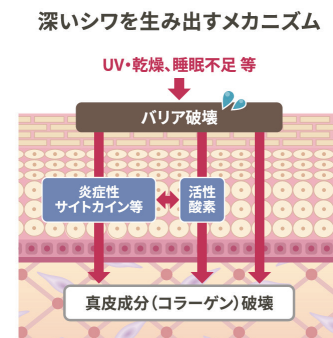 深いシワを生み出すメカニズム
UV・乾燥、睡眠不足 等
バリア破壊
炎症性
サイトカイン等
活性
酸素
真皮成分(コラーゲン)破壊